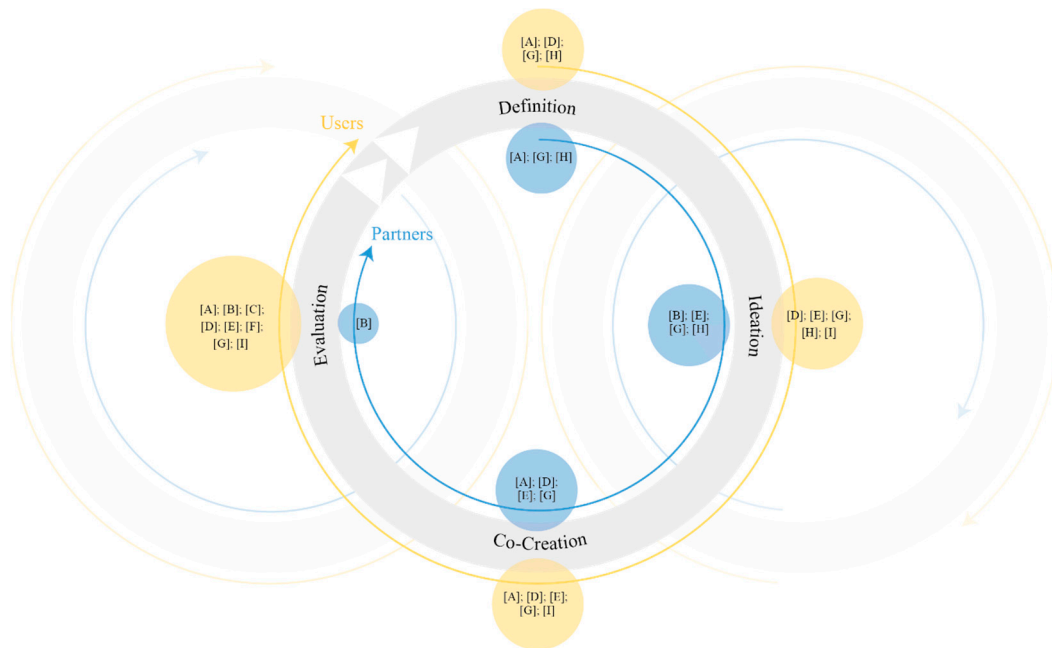 [A]; [D];
[G]; [H]
Definition
Users
[A]; [G]; [H]
Partners
[A]; [B]; [C];
[D]; [E]; [F];
[G]; [I]
Evaluation
[B]
[B]; [E];
[G]; [H]
Ideation
[D]; [E]; [G];
[H]; [I]
[A]; [D];
[E]; [G]
Co-Creation
[A]; [D]; [E];
[G]; [I]